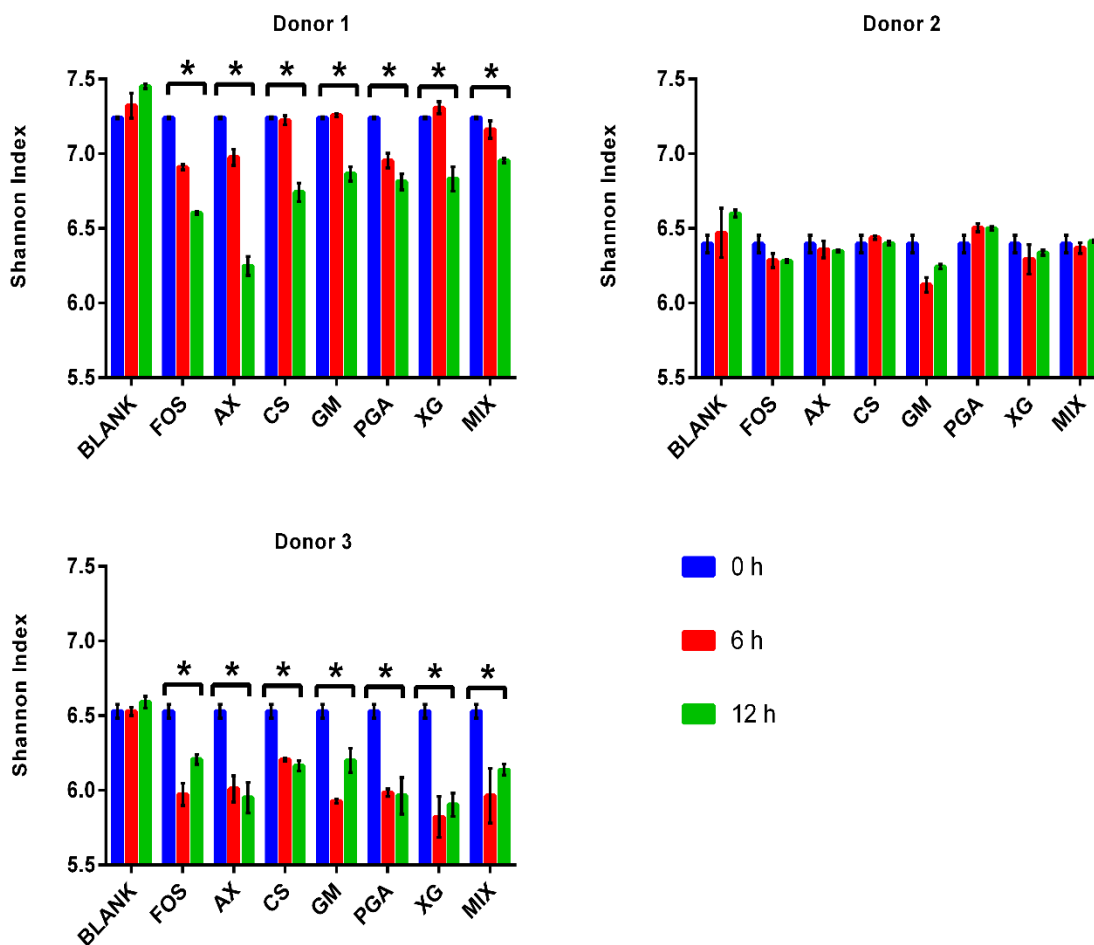 Donor 1
* * * * * * *
7.5
7.0
6.5
6.0
5.5
Shannon Index
BLANK FOS AX CS GM PGA XG MIX
Donor 2
7.5
7.0
6.5
6.0
5.5
Shannon Index
BLANK FOS AX CS GM PGA XG MIX
Donor 3
7.5
7.0
6.5
6.0
5.5
Shannon Index
* * * * * * *
BLANK FOS AX CS GM PGA XG MIX
0 h
6 h
12 h